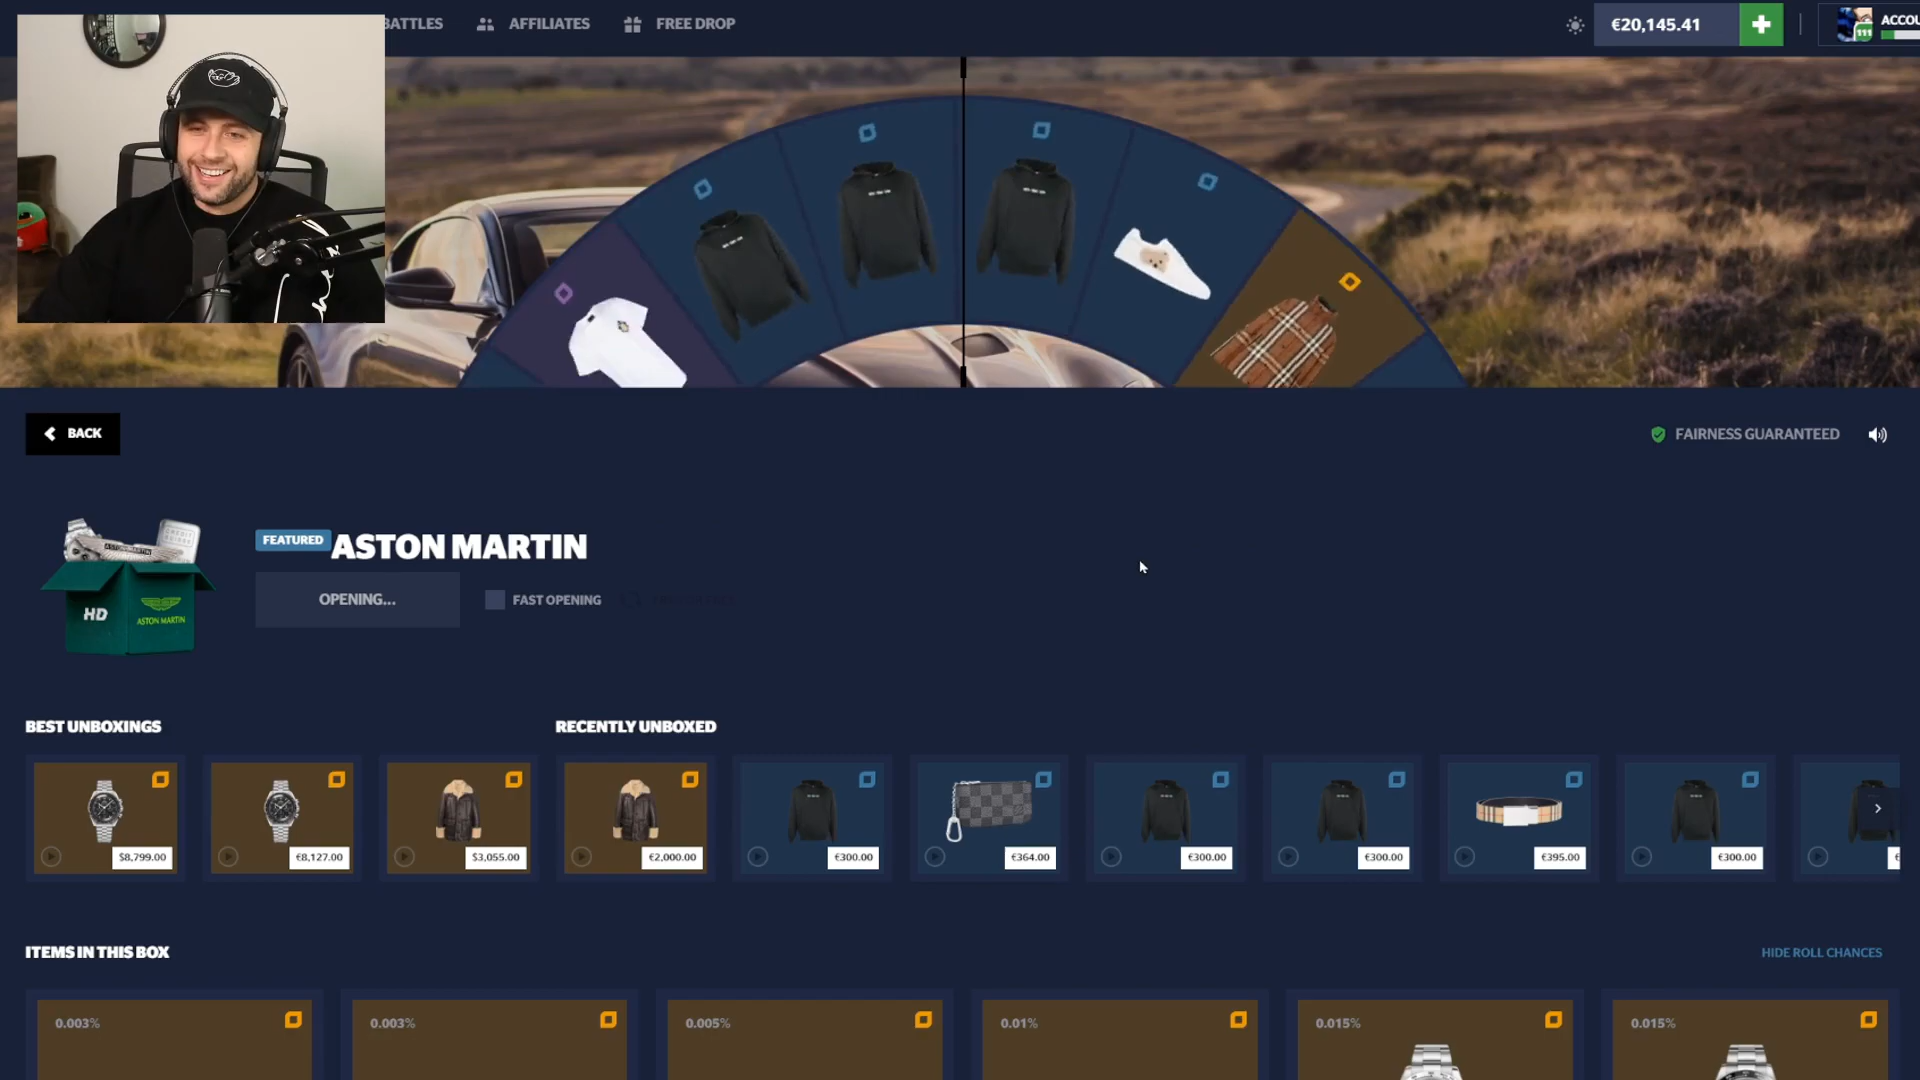 BATTLES
AFFILIATES
FREE DROP
€20,145.41
111
ACCOU
BACK
FAIRNESS GUARANTEED
HD
ASTON MARTIN
FEATURED
ASTON MARTIN
OPENING...
FAST OPENING
BEST UNBOXINGS
RECENTLY UNBOXED
$8,799.00
€8,127.00
$3,055.00
€2,000.00
€300.00
€364.00
€300.00
€300.00
€395.00
€300.00
€
ITEMS IN THIS BOX
HIDE ROLL CHANCES
0.003%
0.003%
0.005%
0.01%
0.015%
0.015%